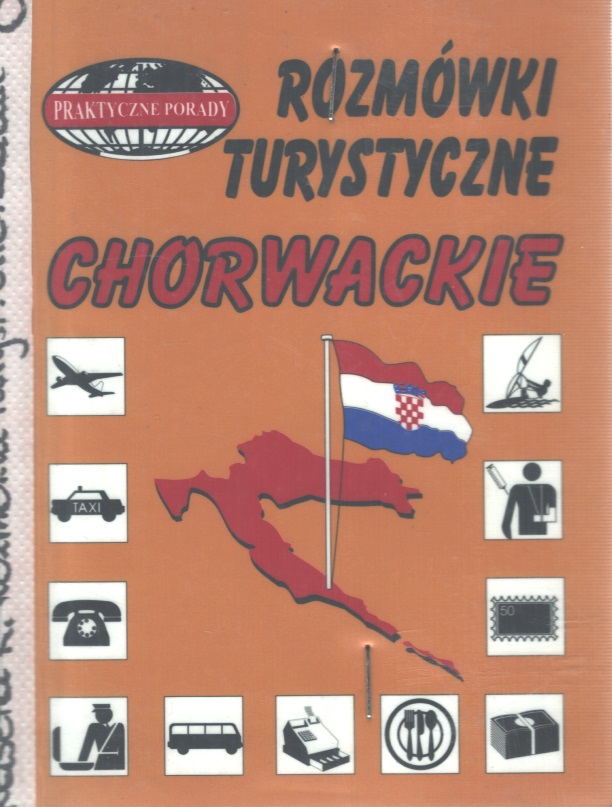 PRAKTYCZNE PORADY
ROZMÓWKI
TURYSTYCZNE
CHORWACKIE
TAXI
50